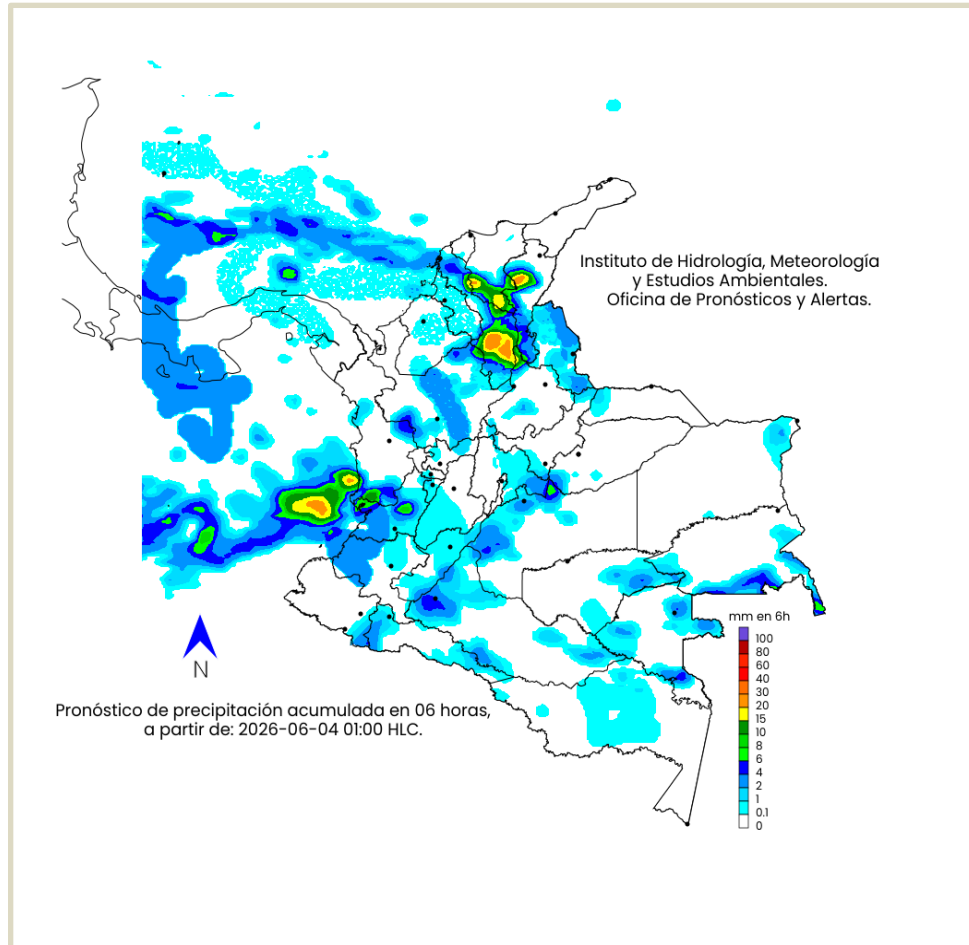 Instituto de Hidrología, Meteorología
y Estudios Ambientales.
Oficina de Pronósticos y Alertas.
mm en 6h
100
80
60
40
30
20
15
10
8
6
4
2
1
0.1
0
N
Pronóstico de precipitación acumulada en 06 horas,
a partir de: 2026-06-04 01:00 HLC.